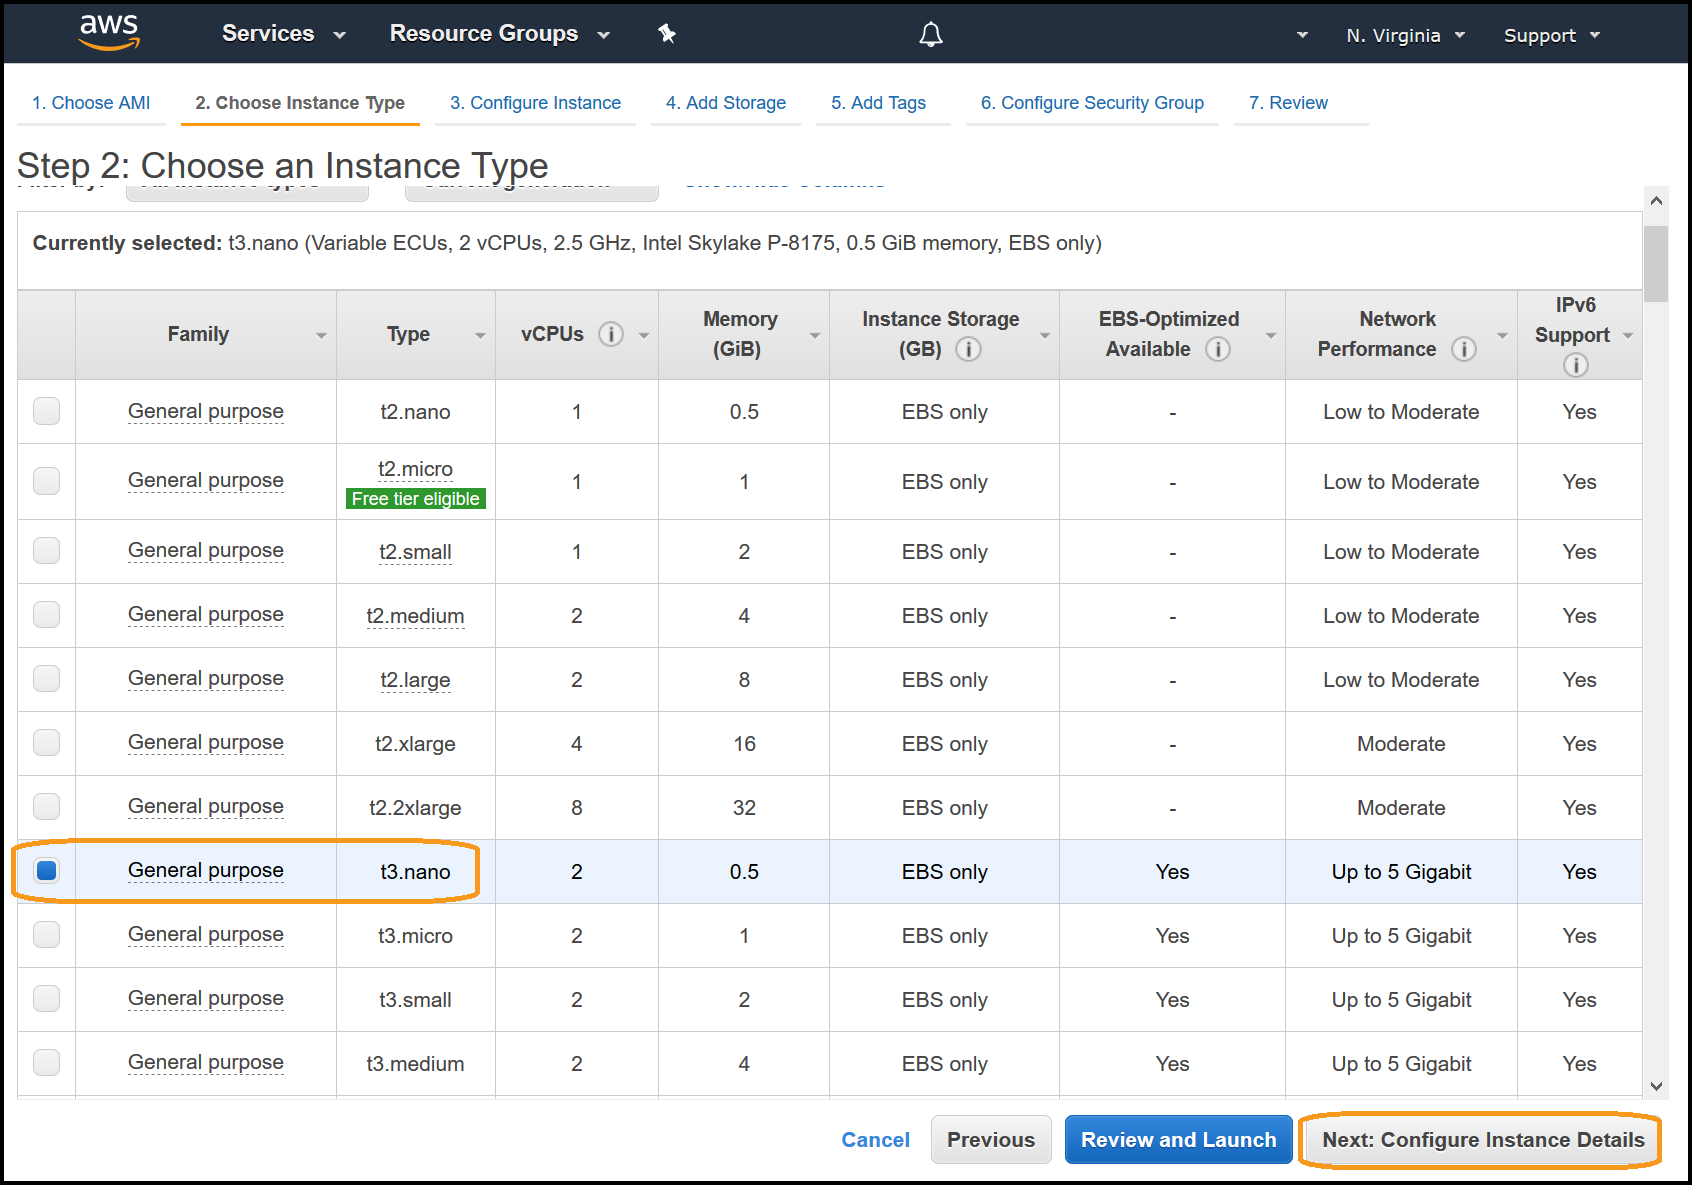 aws Services Resource Groups N. Virginia Support
1. Choose AMI 2. Choose Instance Type 3. Configure Instance 4. Add Storage 5. Add Tags 6. Configure Security Group 7. Review
Step 2: Choose an Instance Type
Currently selected: t3.nano (Variable ECUs, 2 vCPUs, 2.5 GHz, Intel Skylake P-8175, 0.5 GiB memory, EBS only)
Family Type vCPUs Memory (GiB) Instance Storage (GB) EBS-Optimized Available Network Performance IPv6 Support
General purpose t2.nano 1 0.5 EBS only - Low to Moderate Yes
General purpose t2.micro Free tier eligible 1 1 EBS only - Low to Moderate Yes
General purpose t2.small 1 2 EBS only - Low to Moderate Yes
General purpose t2.medium 2 4 EBS only - Low to Moderate Yes
General purpose t2.large 2 8 EBS only - Low to Moderate Yes
General purpose t2.xlarge 4 16 EBS only - Moderate Yes
General purpose t2.2xlarge 8 32 EBS only - Moderate Yes
General purpose t3.nano 2 0.5 EBS only Yes Up to 5 Gigabit Yes
General purpose t3.micro 2 1 EBS only Yes Up to 5 Gigabit Yes
General purpose t3.small 2 2 EBS only Yes Up to 5 Gigabit Yes
General purpose t3.medium 2 4 EBS only Yes Up to 5 Gigabit Yes
Cancel Previous Review and Launch Next: Configure Instance Details